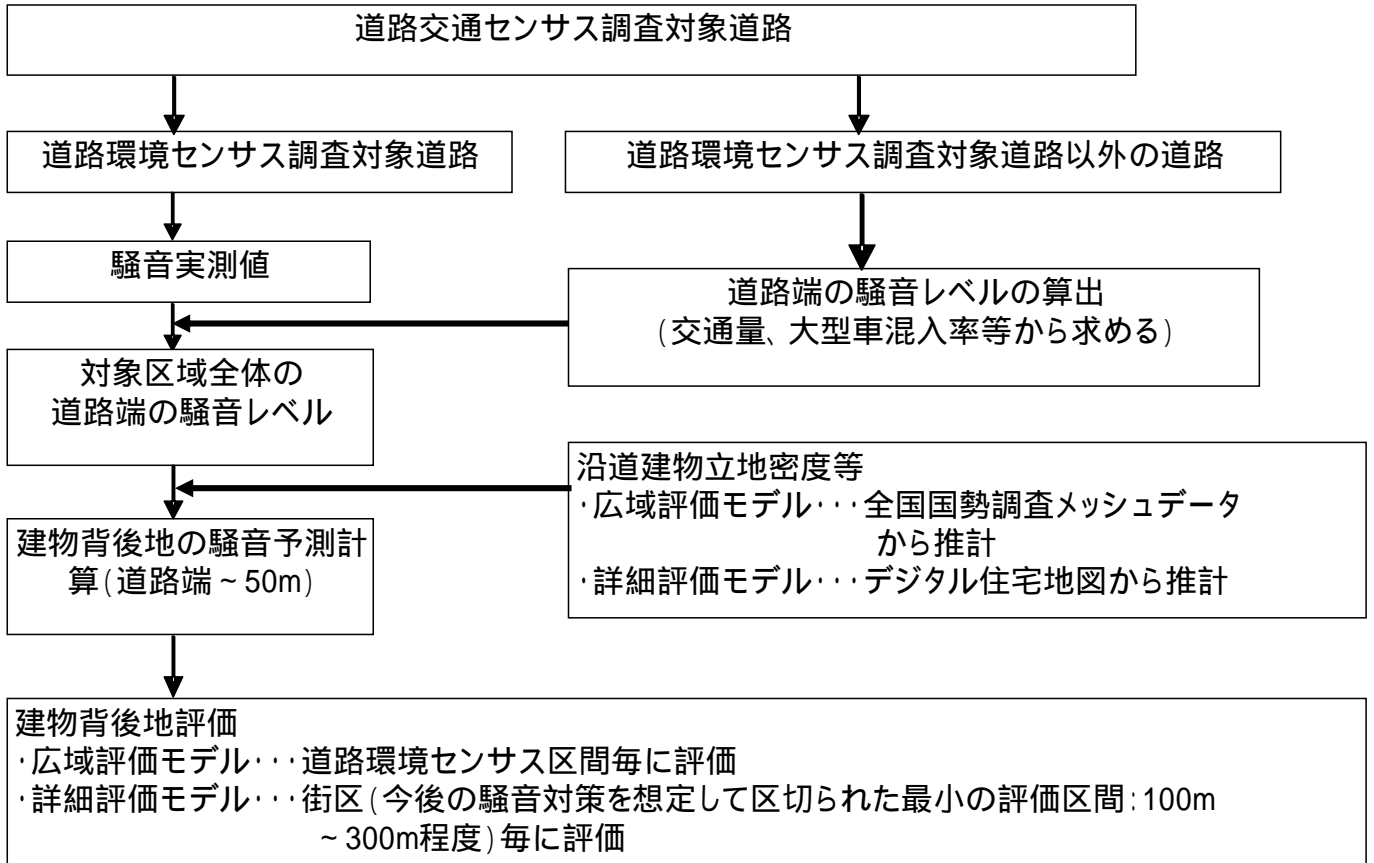 道路交通センサス調査対象道路
道路環境センサス調査対象道路
道路環境センサス調査対象道路以外の道路
騒音実測値
道路端の騒音レベルの算出
(交通量、大型車混入率等から求める)
対象区域全体の
道路端の騒音レベル
沿道建物立地密度等
・広域評価モデル・・・全国国勢調査メッシュデータ
から推計
・詳細評価モデル・・・デジタル住宅地図から推計
建物背後地の騒音予測計
算(道路端~50m)
建物背後地評価
・広域評価モデル・・・道路環境センサス区間毎に評価
・詳細評価モデル・・・街区(今後の騒音対策を想定して区切られた最小の評価区間:100m
~300m程度)毎に評価